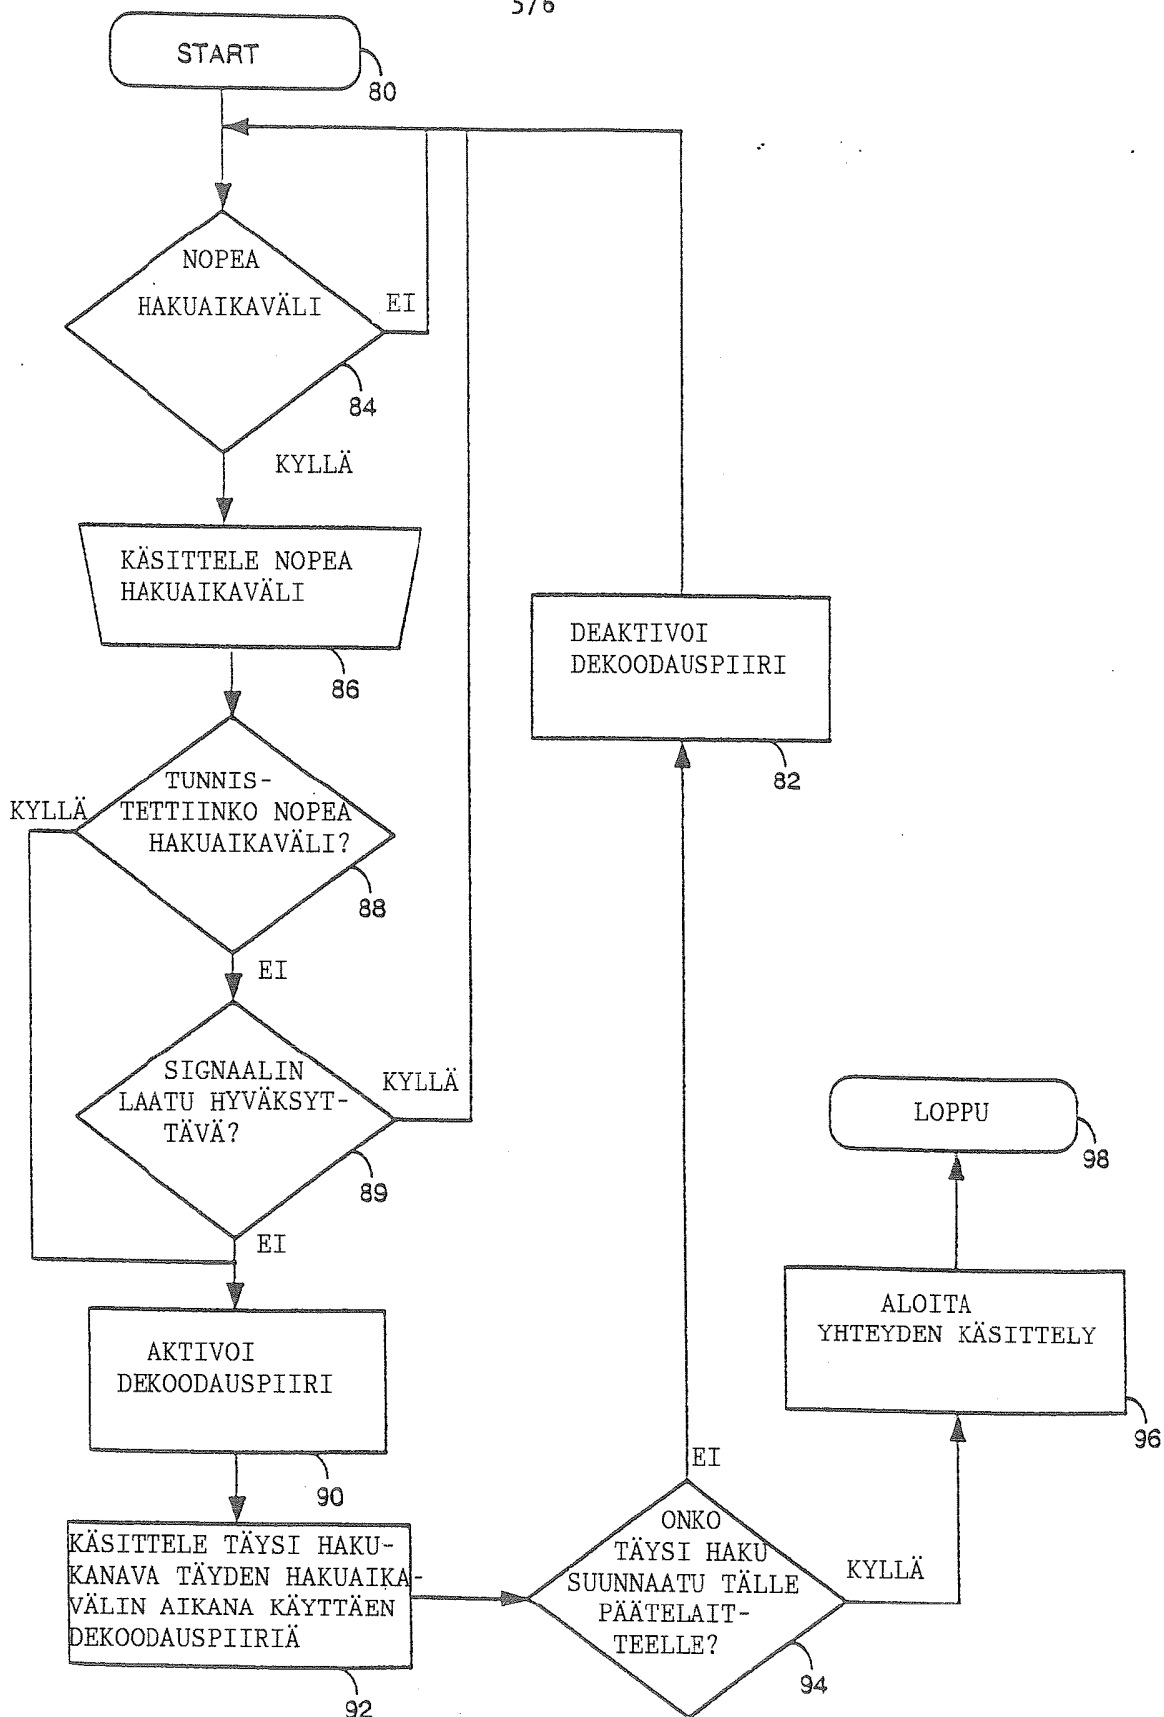 5/6
START
80
NOPEA
HAKUAIKAVÄLI
EI
84
KYLLÄ
KÄSITTELE NOPEA
HAKUAIKAVÄLI
86
DEAKTIVOI
DEKOODAUSPIIRI
82
TUNNIS-
TETTIINKO NOPEA
HAKUAIKAVÄLI?
KYLLÄ
88
EI
SIGNAALIN
LAATU HYVÄKSYT-
TÄVÄ?
KYLLÄ
89
EI
LOPPU
98
ALOITA
YHTEYDEN KÄSITTELY
96
AKTIVOI
DEKOODAUSPIIRI
90
KÄSITTELE TÄYSI HAKU-
KANAVA TÄYDEN HAKUAIKA-
VÄLIN AIKANA KÄYTTÄEN
DEKOODAUSPIIRIÄ
92
EI
ONKO
TÄYSI HAKU
SUUNNAATU TÄLLE
PÄÄTELAIT-
TEELLE?
KYLLÄ
94